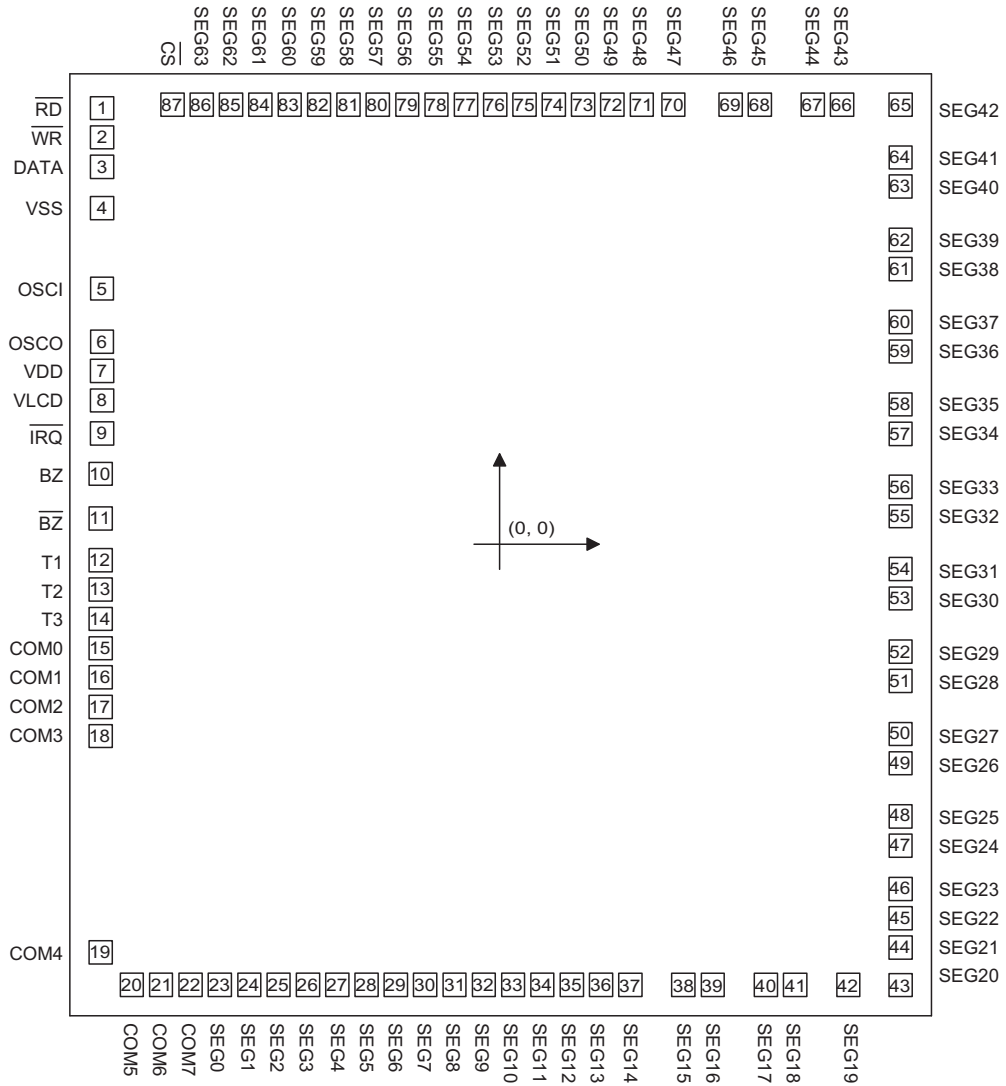 C̅S̅ SEG63 SEG62 SEG61 SEG60 SEG59 SEG58 SEG57 SEG56 SEG55 SEG54 SEG53 SEG52 SEG51 SEG50 SEG49 SEG48 SEG47 SEG46 SEG45 SEG44 SEG43
87 86 85 84 83 82 81 80 79 78 77 76 75 74 73 72 71 70 69 68 67 66 65 SEG42
R̅D̅ 1
W̅R̅ 2
DATA 3
64 SEG41
63 SEG40
VSS 4
62 SEG39
61 SEG38
OSCI 5
60 SEG37
OSCO 6
59 SEG36
VDD 7
VLCD 8
58 SEG35
I̅R̅Q̅ 9
57 SEG34
BZ 10
56 SEG33
B̅Z̅ 11
55 SEG32
(0, 0)
T1 12
54 SEG31
T2 13
53 SEG30
T3 14
COM0 15
52 SEG29
COM1 16
51 SEG28
COM2 17
COM3 18
50 SEG27
49 SEG26
48 SEG25
47 SEG24
46 SEG23
45 SEG22
44 SEG21
COM4 19
20 21 22 23 24 25 26 27 28 29 30 31 32 33 34 35 36 37 38 39 40 41 42 43 SEG20
COM5 COM6 COM7 SEG0 SEG1 SEG2 SEG3 SEG4 SEG5 SEG6 SEG7 SEG8 SEG9 SEG10 SEG11 SEG12 SEG13 SEG14 SEG15 SEG16 SEG17 SEG18 SEG19